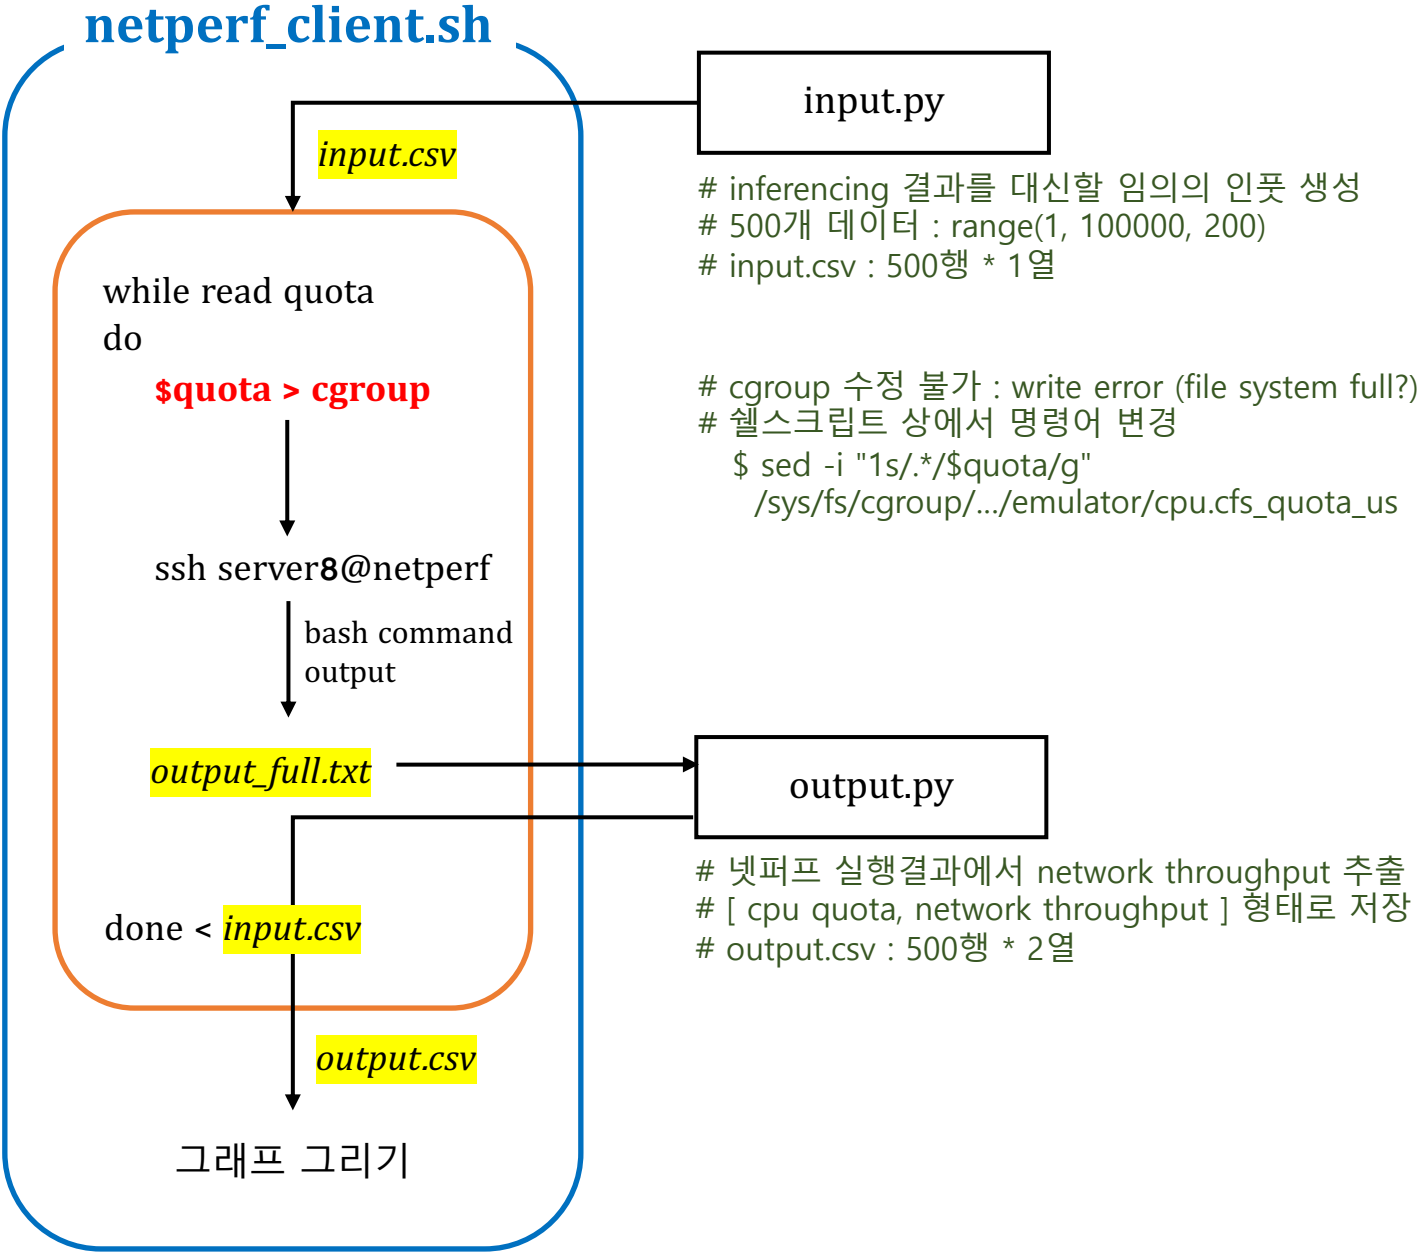 netperf_client.sh
input.py
input.csv
# inferencing 결과를 대신할 임의의 인풋 생성
# 500개 데이터 : range(1, 100000, 200)
# input.csv : 500행 * 1열
while read quota
do
$quota > cgroup
# cgroup 수정 불가 : write error (file system full?)
# 쉘스크립트 상에서 명령어 변경
$ sed -i "1s/.*/$quota/g"
/sys/fs/cgroup/.../emulator/cpu.cfs_quota_us
ssh server8@netperf
bash command
output
output_full.txt
output.py
# 넷퍼프 실행결과에서 network throughput 추출
# [ cpu quota, network throughput ] 형태로 저장
# output.csv : 500행 * 2열
done < input.csv
output.csv
그래프 그리기